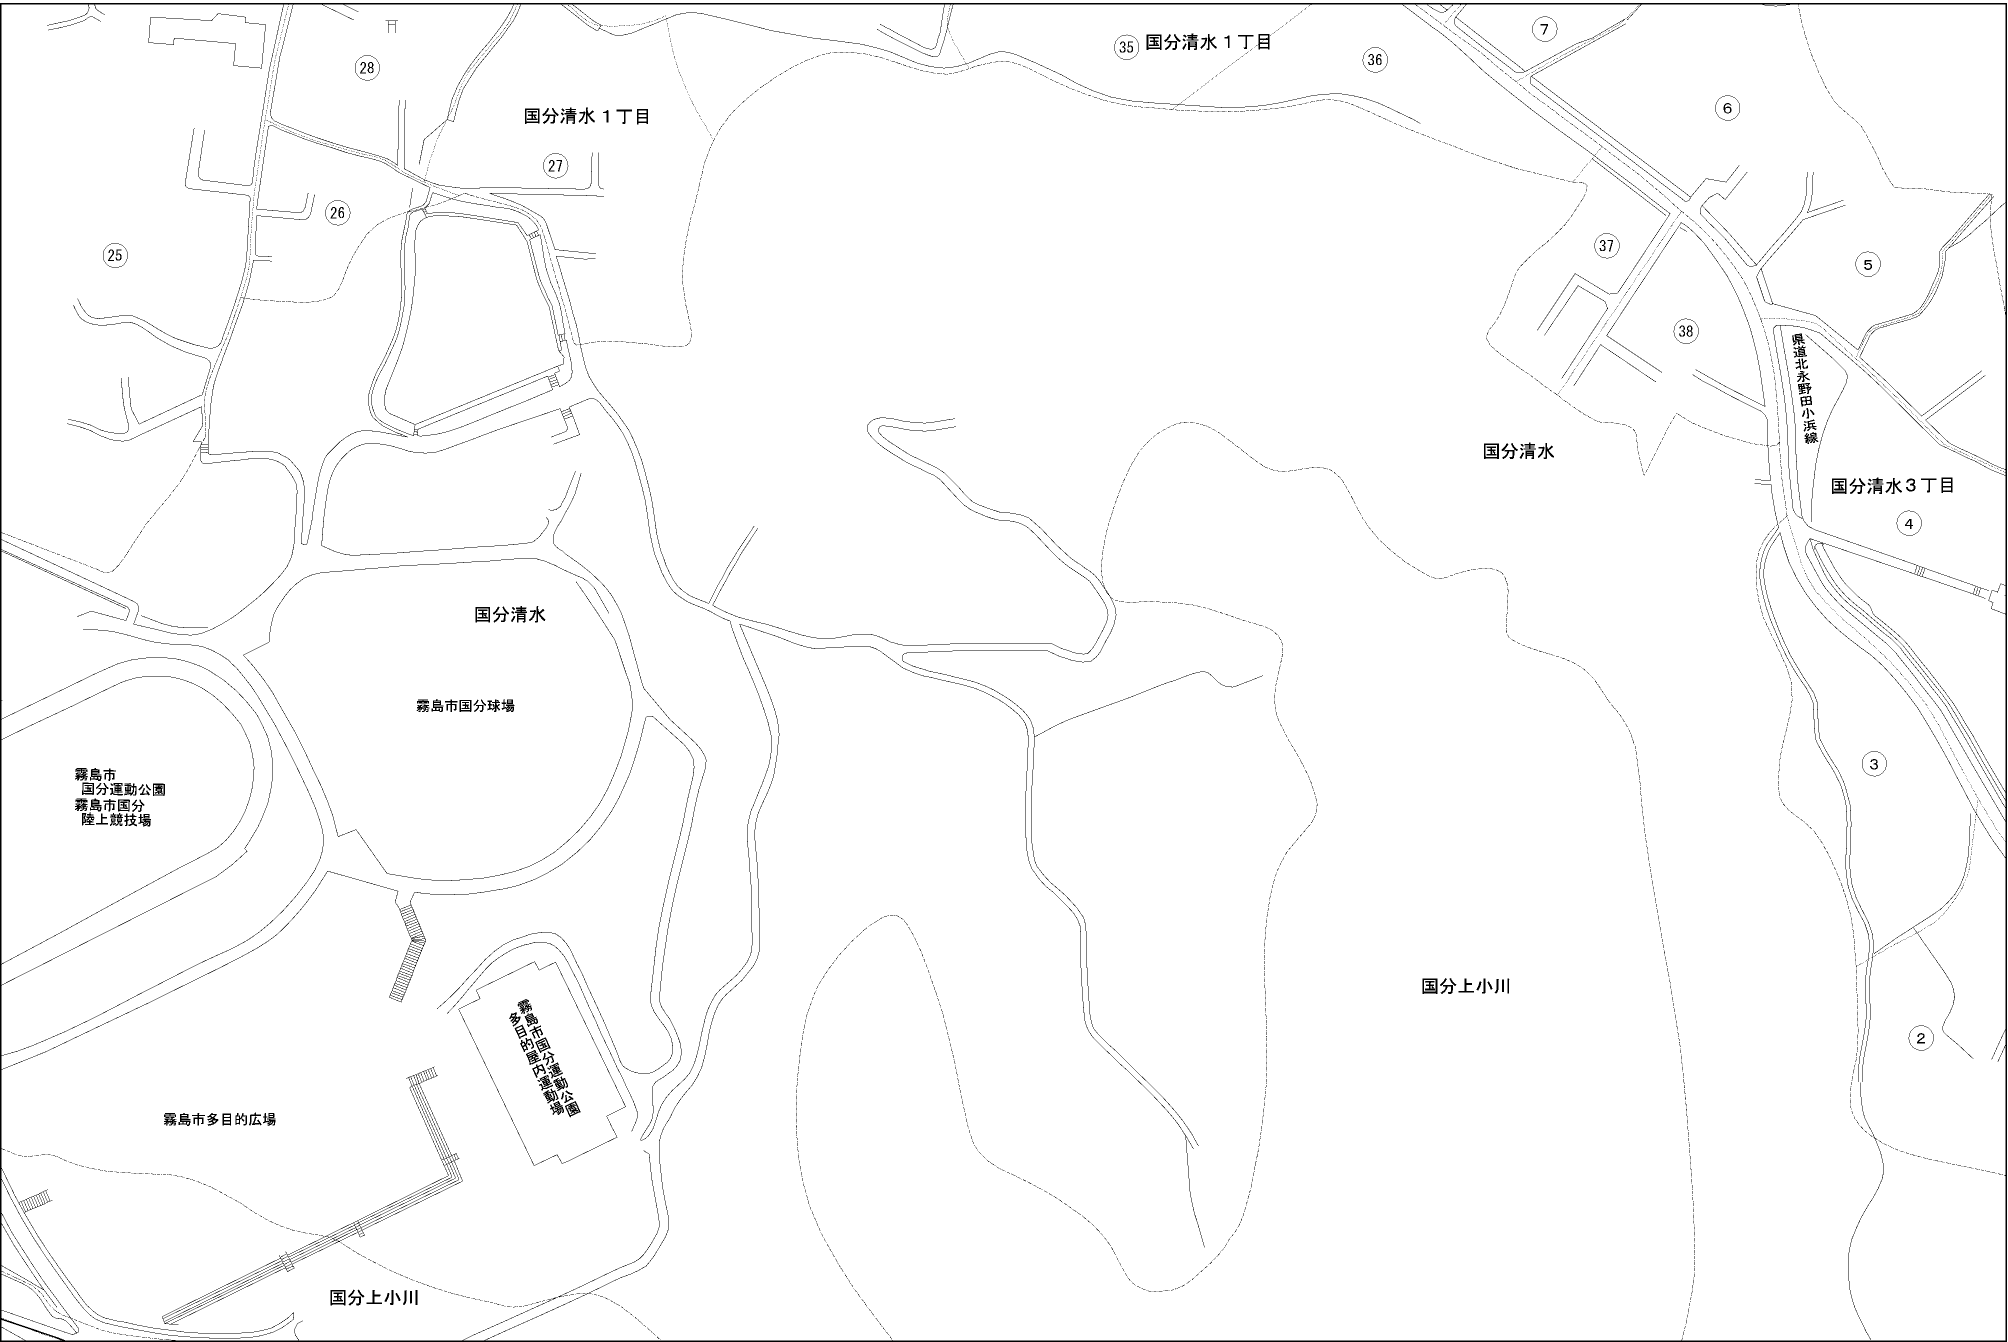 7
35
国分清水１丁目
36
28
6
国分清水１丁目
27
26
37
25
5
38
県道北永野田小浜線
国分清水
国分清水３丁目
4
国分清水
霧島市国分球場
3
霧島市
国分運動公園
霧島市国分
陸上競技場
国分上小川
2
霧島市国分運動公園
多目的屋内運動場
霧島市多目的広場
国分上小川